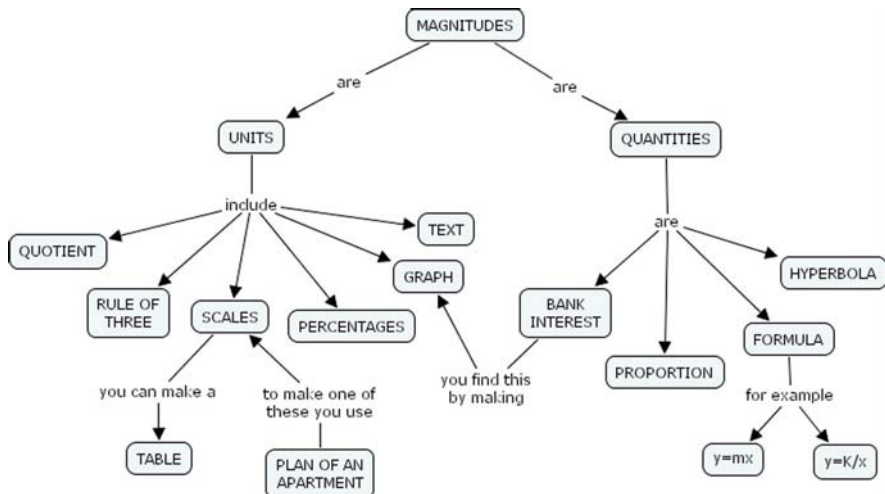 MAGNITUDES
are
are
UNITS
QUANTITIES
include
are
TEXT
QUOTIENT
GRAPH
HYPERBOLA
RULE OF
THREE
SCALES
PERCENTAGES
BANK
INTEREST
FORMULA
PROPORTION
you can make a
to make one of
these you use
you find this
by making
for example
TABLE
PLAN OF AN
APARTMENT
y=mx
y=K/x